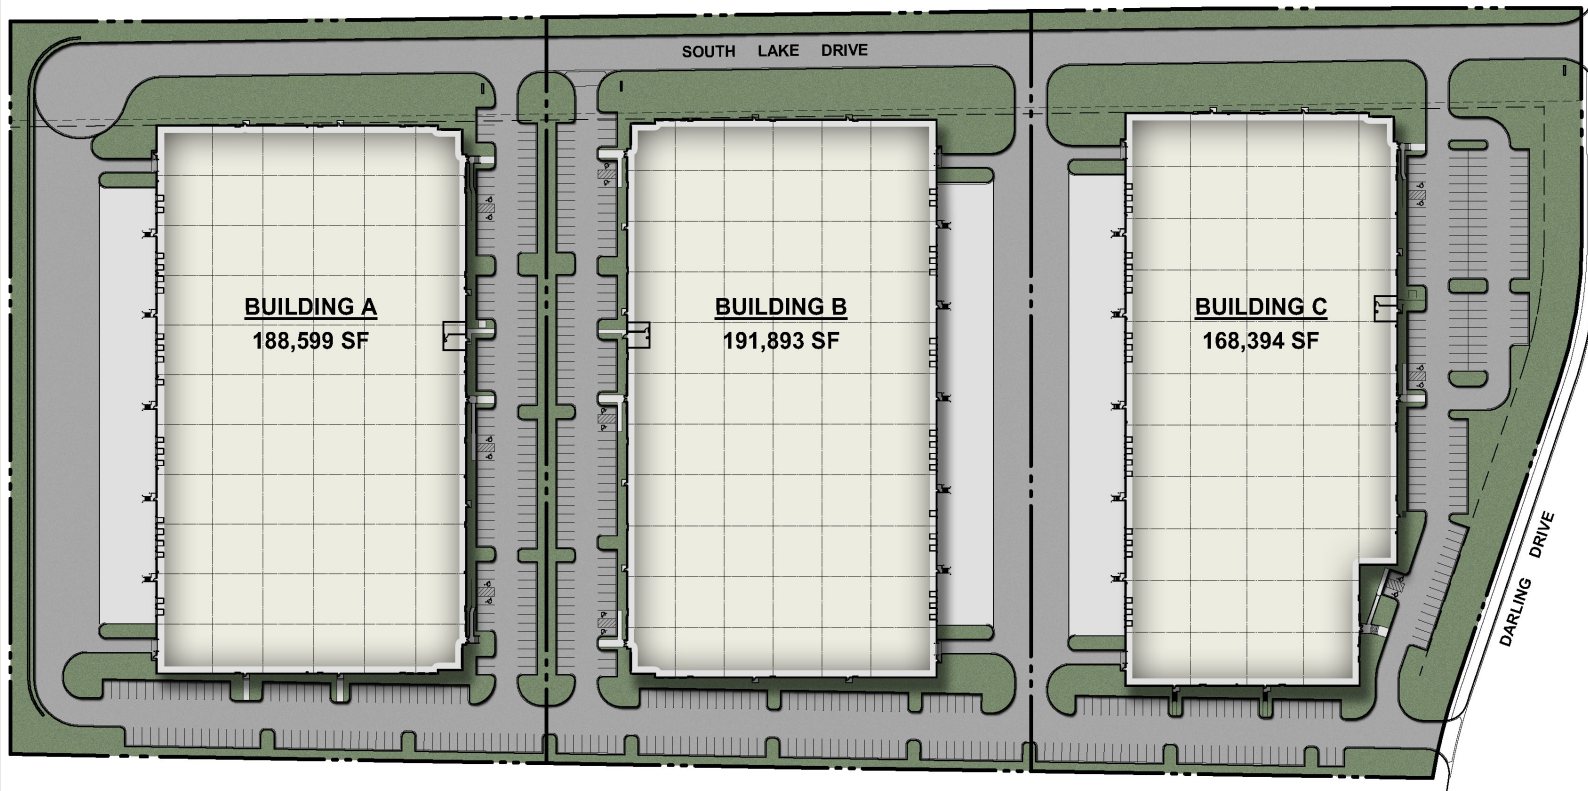 SOUTH LAKE DRIVE
BUILDING A
188,599 SF
BUILDING B
191,893 SF
BUILDING C
168,394 SF
DARLING DRIVE